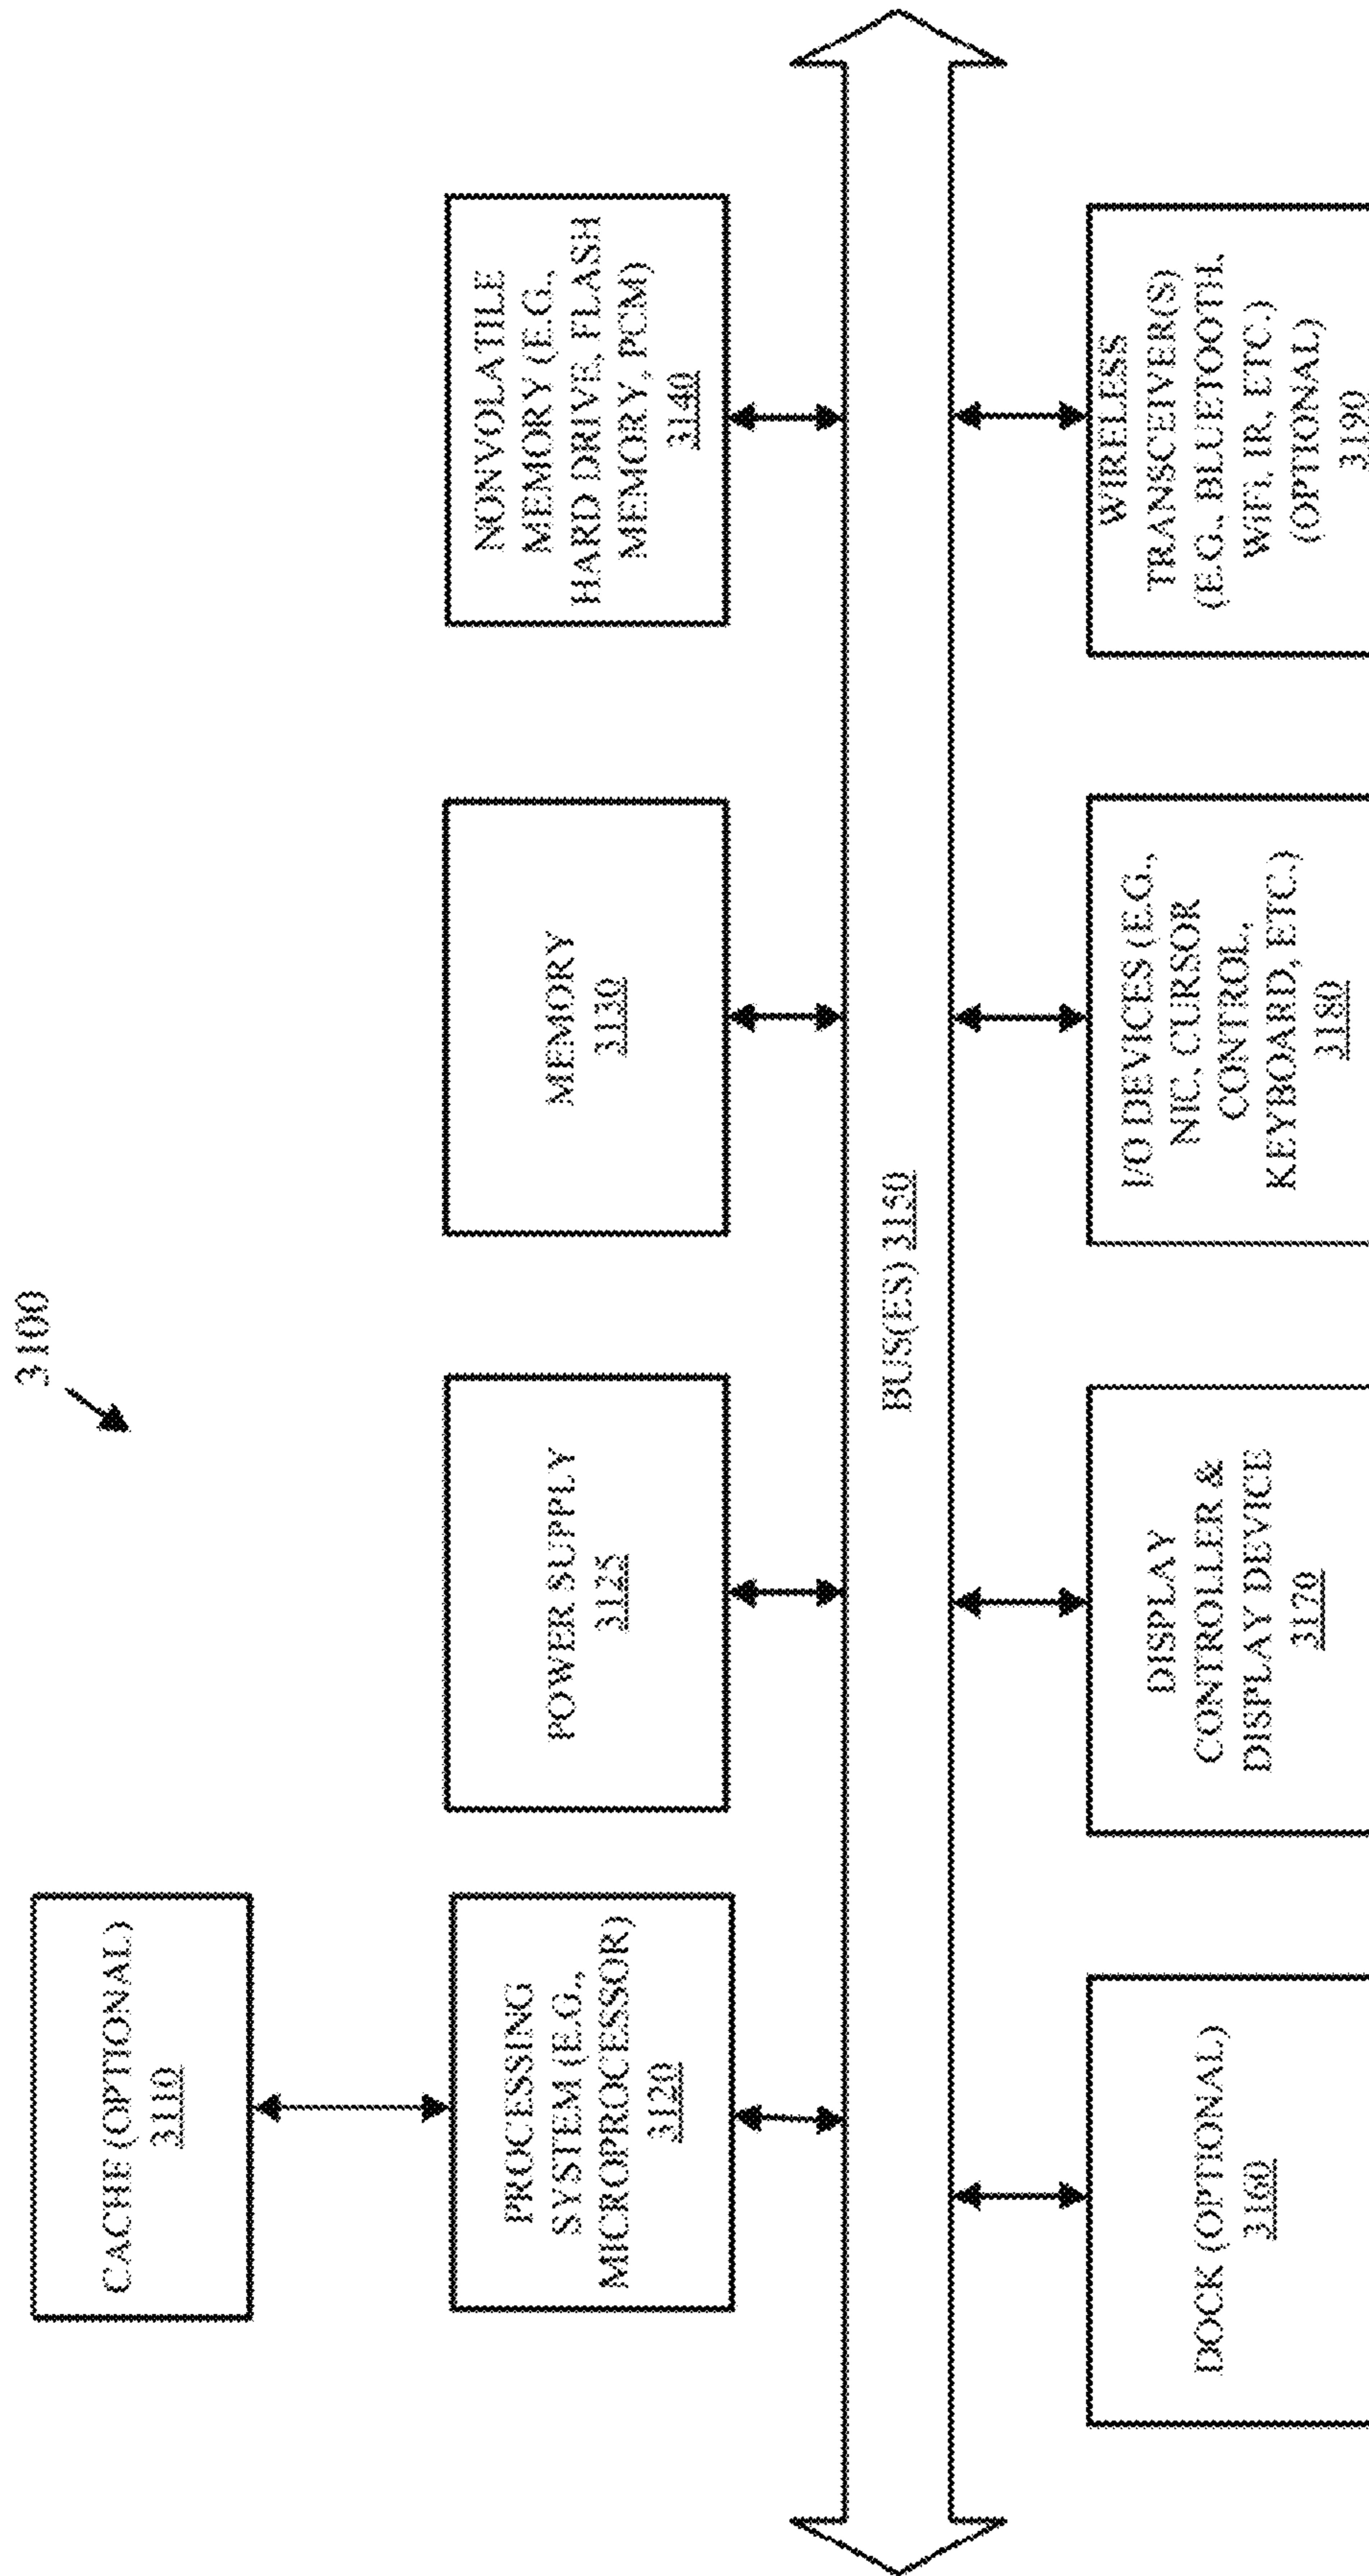 3100
CACHE (OPTIONAL)
3110
PROCESSING
SYSTEM (E.G.,
MICROPROCESSOR)
3120
POWER SUPPLY
3125
MEMORY
3130
NONVOLATILE
MEMORY (E.G.,
HARD DRIVE, FLASH
MEMORY, PCM)
3140
BUS(ES) 3150
DOCK (OPTIONAL)
3160
DISPLAY
CONTROLLER &
DISPLAY DEVICE
3170
I/O DEVICES (E.G.,
NIC, CURSOR
CONTROL,
KEYBOARD, ETC.)
3180
WIRELESS
TRANSCEIVER(S)
(E.G., BLUETOOTH,
WiFi, IR, ETC.)
(OPTIONAL)
3190